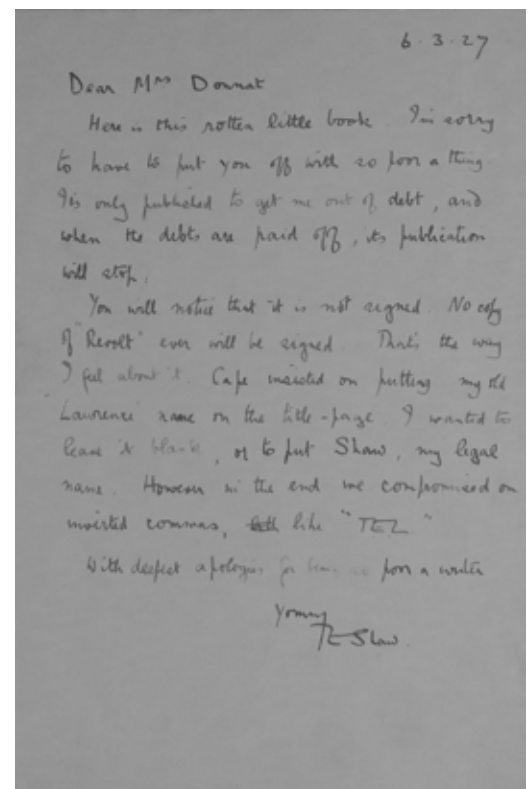 6.3.27
Dear Mrs Donnat
Here is this rotten little book. I'm sorry
to have to put you off with so poor a thing.
It's only published to get me out of debt, and
when the debts are paid off, its publication
will stop.
You will notice that it is not signed. No copy
of "Revolt" ever will be signed. That's the way
I feel about it. Cape insisted on putting my old
'Lawrence' name on the title-page. I wanted to
leave it blank, or to put Shaw, my legal
name. However in the end we compromised on
inverted commas, like "TEL."
With deepest apologies for being so poor a writer
Yours
TE Shaw.